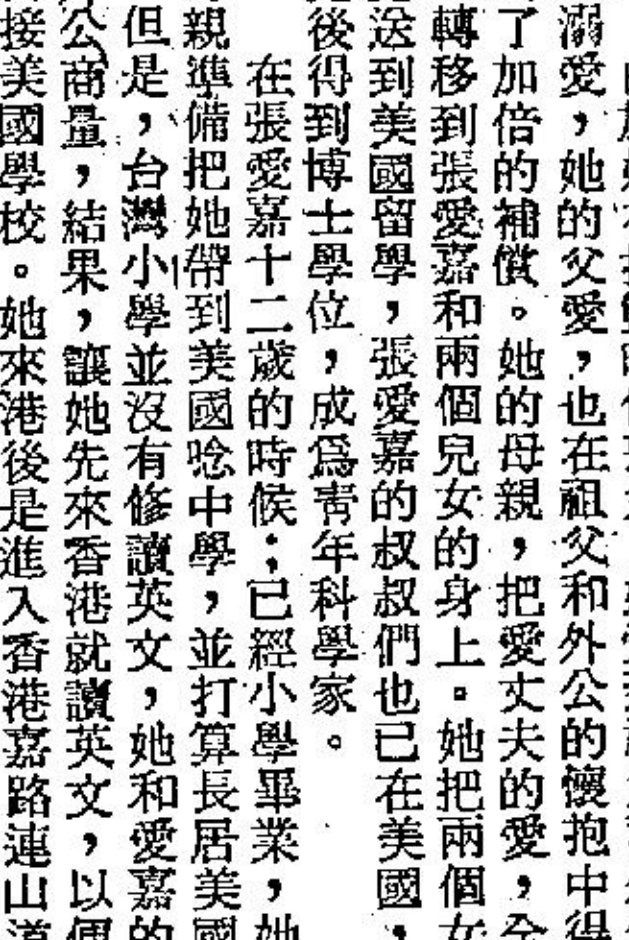 溺愛，她的父愛，也在祖父和外公的懷抱中得
了加倍的補償。她的母親，把愛丈夫的愛，全
轉移到張愛嘉和兩個兒女的身上。她把兩個女
送到美國留學，張愛嘉的叔叔們也已在美國，
後得到博士學位，成爲靑年科學家。
在張愛嘉十二歲的時候；已經小學畢業，她
親準備把她帶到美國唸中學，並打算長居美國
但是，台灣小學並沒有修讀英文，她和愛嘉的
公商量，結果，讓她先來香港就讀英文，以便
接美國學校。她來港後是進入香港嘉路連山道